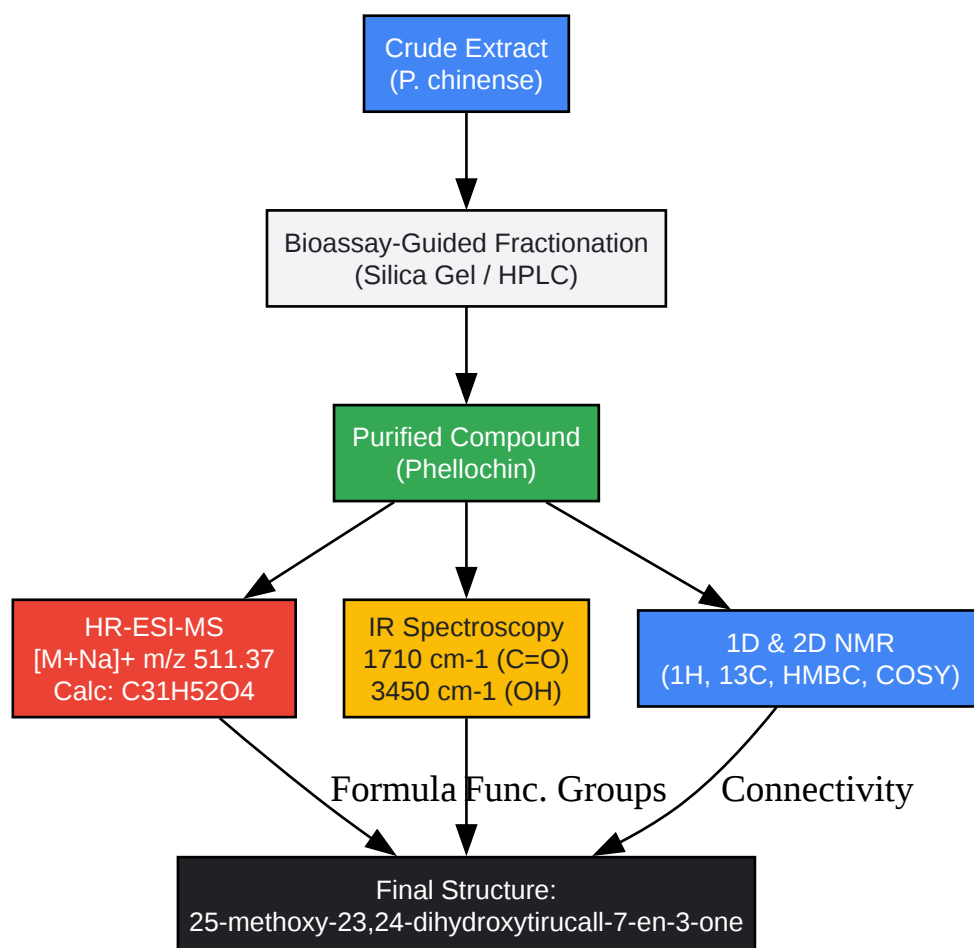 Crude Extract
(P. chinense)
Bioassay-Guided Fractionation
(Silica Gel / HPLC)
Purified Compound
(Phellochin)
HR-ESI-MS
[M+Na]+ m/z 511.37
Calc: C31H52O4
IR Spectroscopy
1710 cm-1 (C=O)
3450 cm-1 (OH)
1D & 2D NMR
(1H, 13C, HMBC, COSY)
Formula
Func. Groups
Connectivity
Final Structure:
25-methoxy-23,24-dihydroxytirucall-7-en-3-one